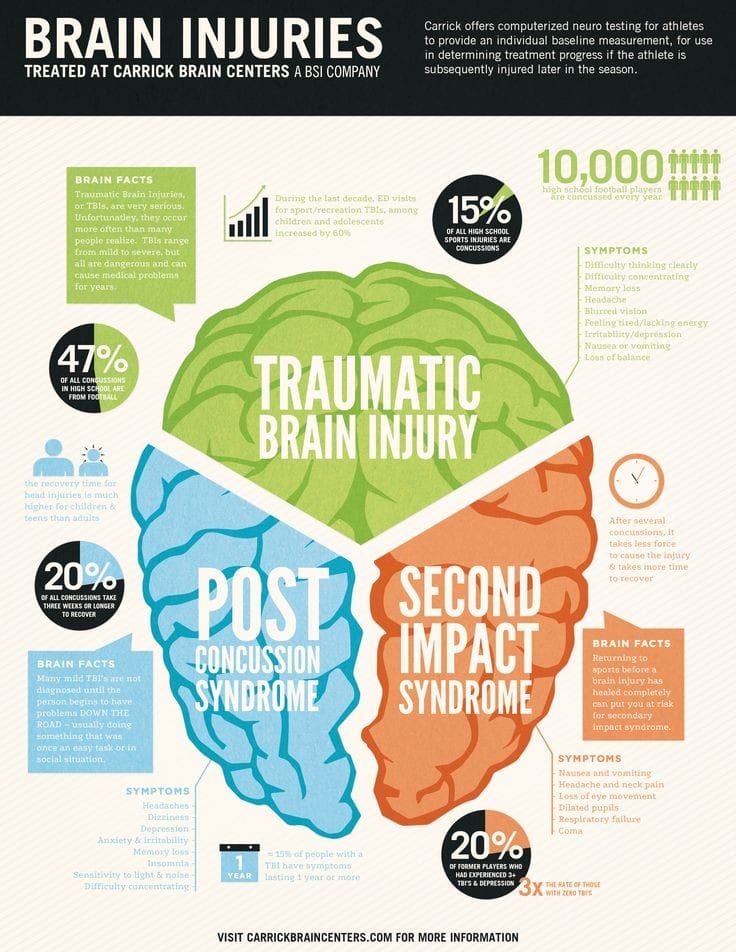 BRAIN INJURIES
TREATED AT CARRICK BRAIN CENTERS A BSI COMPANY
Carrick offers computerized neuro testing for athletes
to provide an individual baseline measurement, for use
in determining treatment progress if the athlete is
subsequently injured later in the season.
BRAIN FACTS
Traumatic Brain Injuries,
or TBIs, are very serious.
Unfortunatley, they occur
more often than many
people realize. TBIs range
from mild to severe, but
all are dangerous and can
cause medical problems
for years.
During the last decade, ED visits
for sport/recreation TBIs, among
children and adolescents
increased by 60%
15%
OF ALL HIGH SCHOOL
SPORTS INJURIES ARE
CONCUSSIONS
10,000
high school football players
are concussed every year
SYMPTOMS
Difficulty thinking clearly
Difficulty concentrating
Memory loss
Headache
Blurred vision
Feeling tired/lacking energy
Irritability/depression
Nausea or vomiting
Loss of balance
47%
OF ALL CONCUSSIONS
IN HIGH SCHOOL ARE
FROM FOOTBALL
TRAUMATIC
BRAIN INJURY
the recovery time for
head injuries is much
higher for children &
teens than adults
20%
OF ALL CONCUSSIONS TAKE
THREE WEEKS OR LONGER
TO RECOVER
BRAIN FACTS
Many mild TBI's are not
diagnosed until the
person begins to have
problems DOWN THE
ROAD – usually doing
something that was
once an easy task or in
social situation.
POST
CONCUSSION
SYNDROME
SYMPTOMS
Headaches
Dizziness
Depression
Anxiety & irritability
Memory loss
Insomnia
Sensitivity to light & noise
Difficulty concentrating
1
YEAR
= 15% of people with a
TBI have symptoms
lasting 1 year or more
After several
concussions, it
takes less force
to cause the injury
& takes more time
to recover
SECOND
IMPACT
SYNDROME
BRAIN FACTS
Returning to
sports before a
brain injury has
healed completely
can put you at risk
for secondary
impact syndrome.
SYMPTOMS
Nausea and vomiting
Headache and neck pain
Loss of eye movement
Dilated pupils
Respiratory failure
Coma
20%
OF FORMER PLAYERS WHO
HAD EXPERIENCED 3+
TBI'S & DEPRESSION
3x THE RATE OF THOSE
WITH ZERO TBI'S
VISIT CARRICKBRAINCENTERS.COM FOR MORE INFORMATION